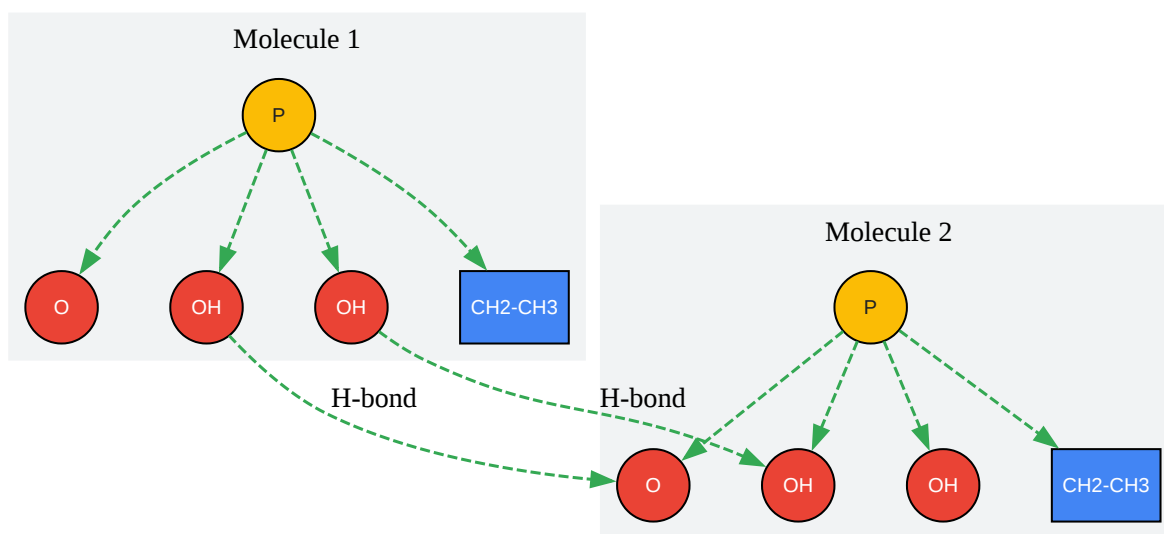 Molecule 1
P
O
OH
OH
CH2-CH3
Molecule 2
P
H-bond
H-bond
O
OH
OH
CH2-CH3